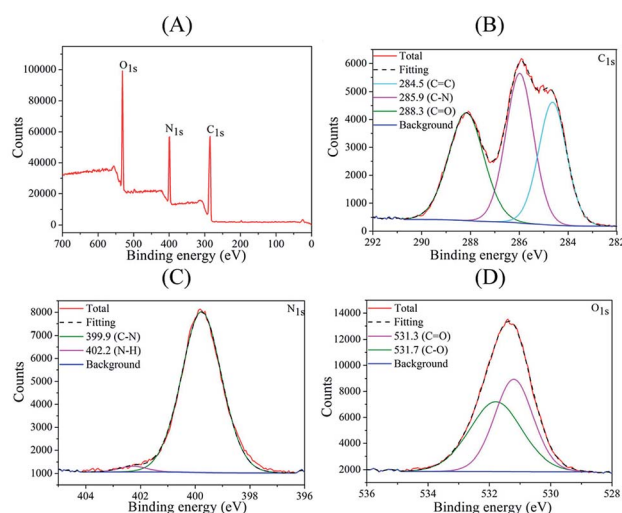 (A)
O1s
N1s
C1s
100000
80000
60000
40000
20000
0
Counts
700 600 500 400 300 200 100 0
Binding energy (eV)
(B)
C1s
Total
Fitting
284.5 (C=C)
285.9 (C-N)
288.3 (C=O)
Background
6000
5000
4000
3000
2000
1000
0
Counts
292 290 288 286 284 282
Binding energy (eV)
(C)
N1s
Total
Fitting
399.9 (C-N)
402.2 (N-H)
Background
8000
7000
6000
5000
4000
3000
2000
1000
Counts
404 402 400 398 396
Binding energy (eV)
(D)
O1s
Total
Fitting
531.3 (C=O)
531.7 (C-O)
Background
14000
12000
10000
8000
6000
4000
2000
Counts
536 534 532 530 528
Binding energy (eV)